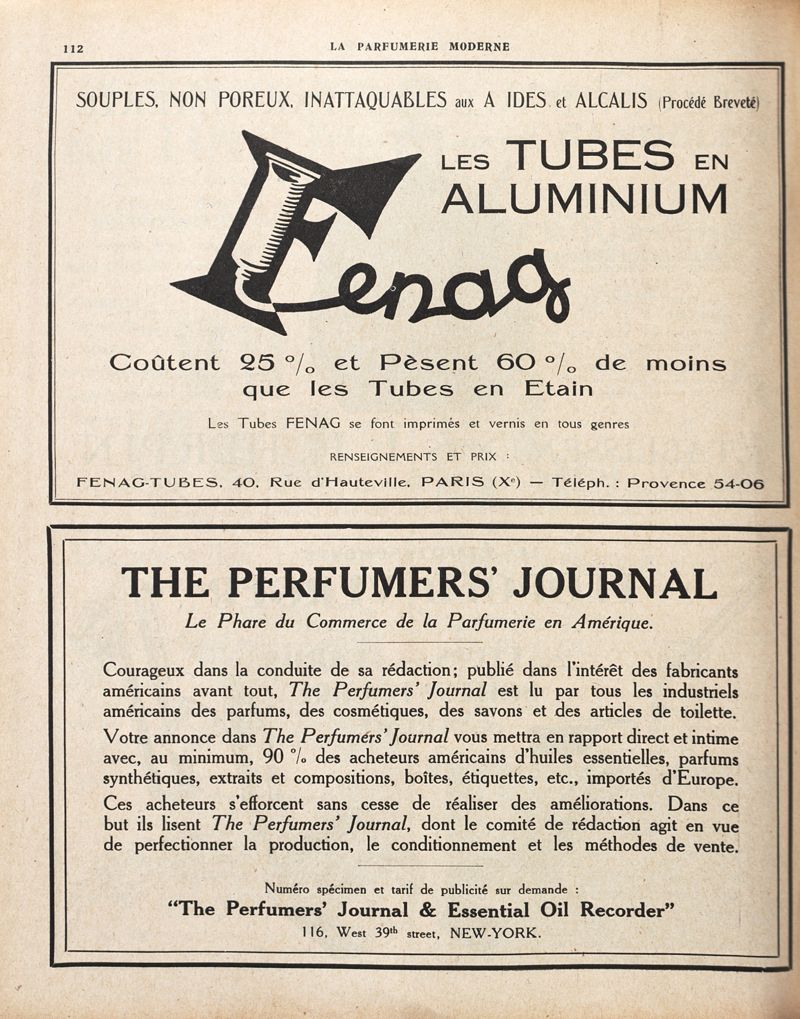 112
LA PARFUMERIE MODERNE
SOUPLES, NON POREUX, INATTAQUABLES aux A IDES et ALCALIS (Procédé Breveté)
LES TUBES EN
ALUMINIUM
Fenag
Coûtent 25 % et Pèsent 60 % de moins
que les Tubes en Etain
Les Tubes FENAG se font imprimés et vernis en tous genres
RENSEIGNEMENTS ET PRIX :
FENAG-TUBES, 40, Rue d'Hauteville, PARIS (Xe) — Téléph. : Provence 54-06
THE PERFUMERS' JOURNAL
Le Phare du Commerce de la Parfumerie en Amérique.
Courageux dans la conduite de sa rédaction; publié dans l'intérêt des fabricants
américains avant tout, The Perfumers' Journal est lu par tous les industriels
américains des parfums, des cosmétiques, des savons et des articles de toilette.
Votre annonce dans The Perfumers' Journal vous mettra en rapport direct et intime
avec, au minimum, 90 % des acheteurs américains d'huiles essentielles, parfums
synthétiques, extraits et compositions, boîtes, étiquettes, etc., importés d'Europe.
Ces acheteurs s'efforcent sans cesse de réaliser des améliorations. Dans ce
but ils lisent The Perfumers' Journal, dont le comité de rédaction agit en vue
de perfectionner la production, le conditionnement et les méthodes de vente.
Numéro spécimen et tarif de publicité sur demande :
"The Perfumers' Journal & Essential Oil Recorder"
116, West 39th street, NEW-YORK.